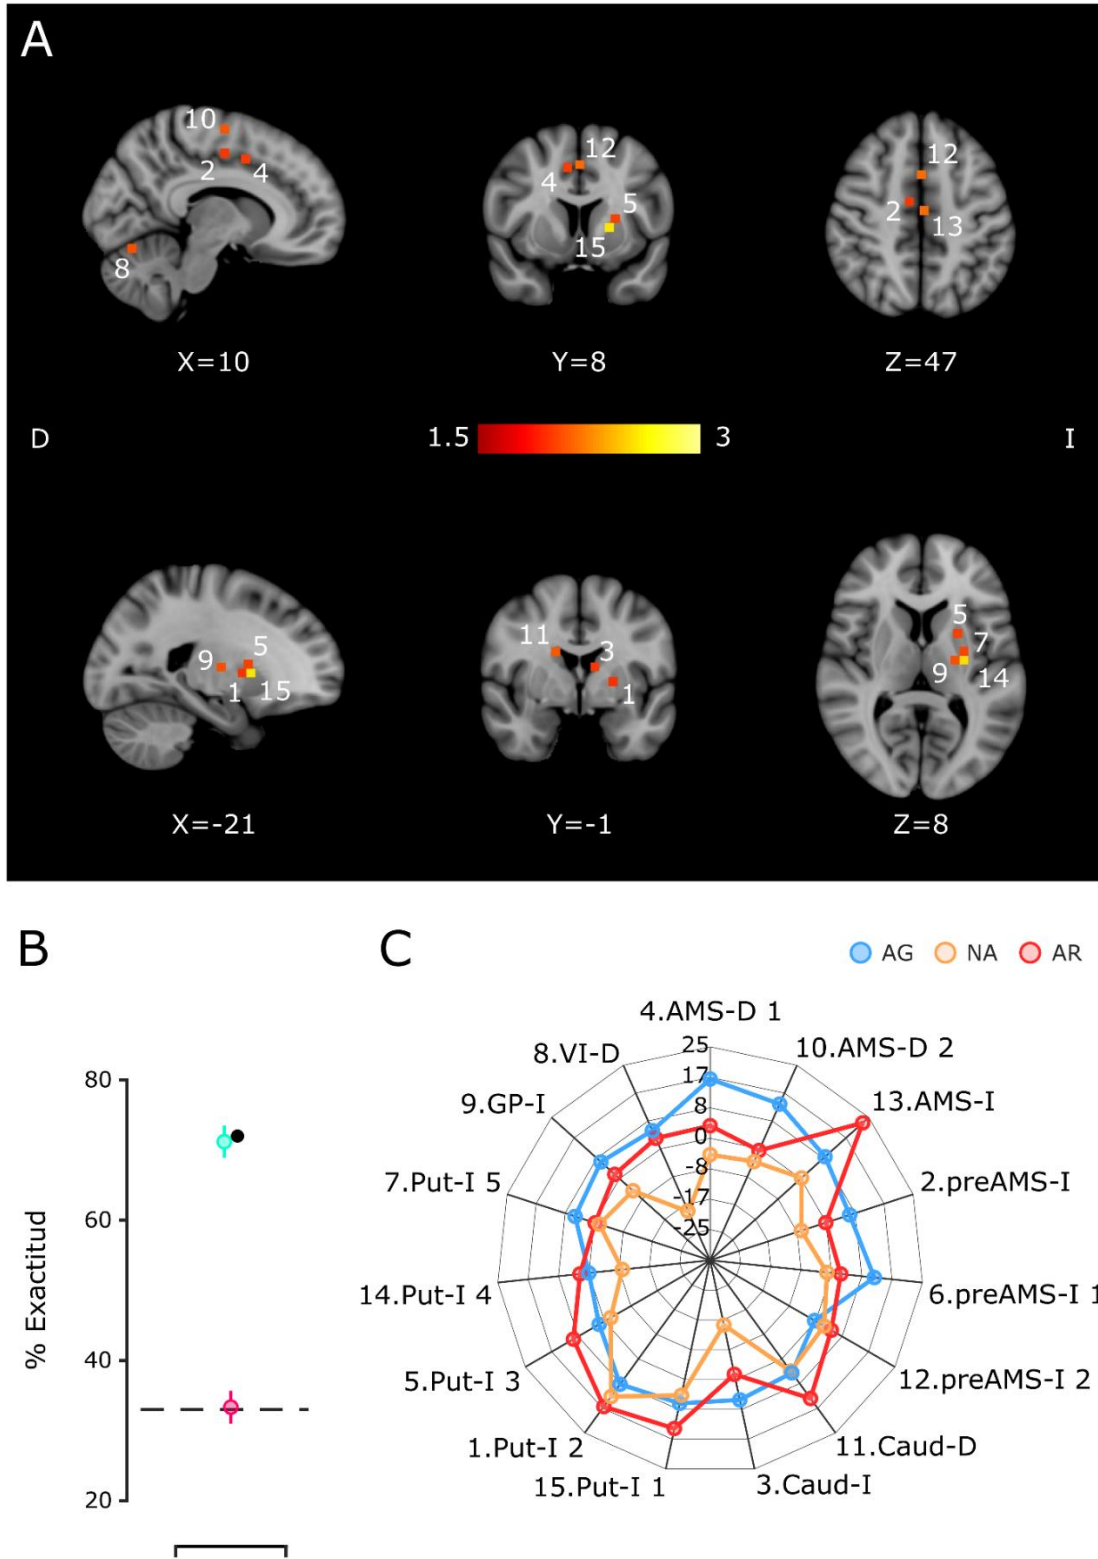 A
10
2
4
8
12
4
5
15
12
2
13
X=10
Y=8
Z=47
D
1.5
3
I
9
5
1
15
11
3
1
5
7
9
14
X=-21
Y=-1
Z=8
B
C
AG NA AR
80
60
40
20
% Exactitud
4.AMS-D 1
10.AMS-D 2
13.AMS-I
2.preAMS-I
6.preAMS-I 1
12.preAMS-I 2
11.Caud-D
3.Caud-I
15.Put-I 1
1.Put-I 2
5.Put-I 3
14.Put-I 4
7.Put-I 5
9.GP-I
8.VI-D
25
17
8
0
-8
-17
-25